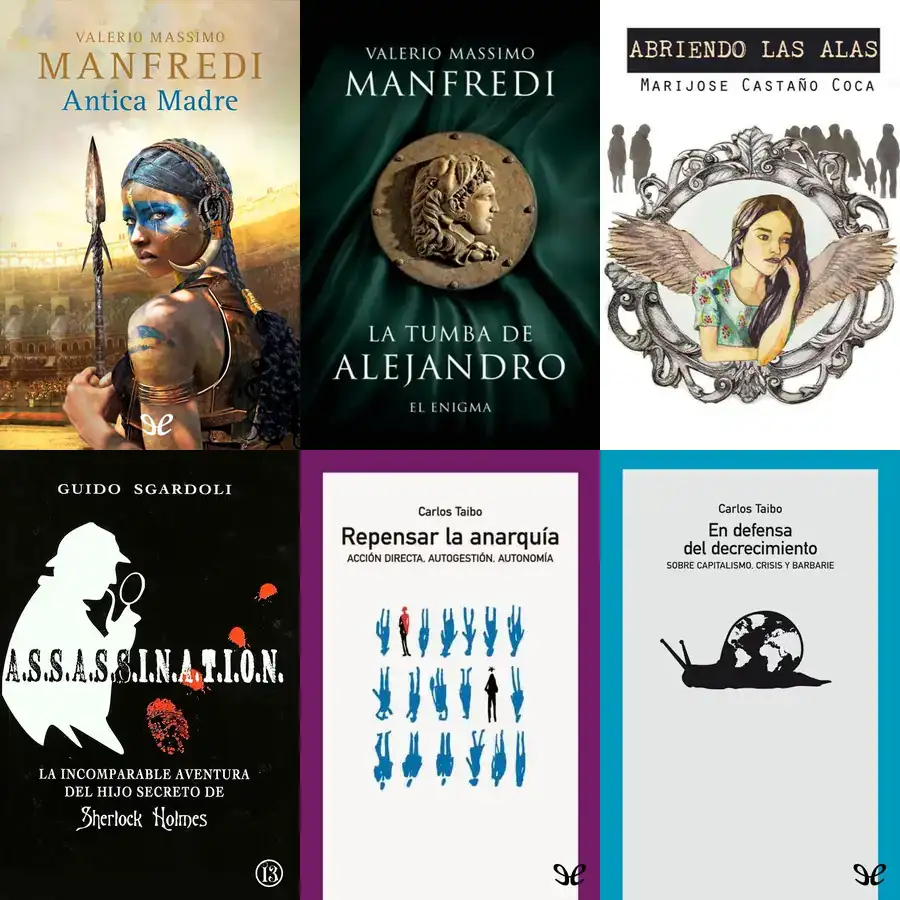 VALERIO MASSIMO
MANFREDI
Antica Madre
VALERIO MASSIMO
MANFREDI
LA TUMBA DE
ALEJANDRO
EL ENIGMA
ABRIENDO LAS ALAS
Marijose Castaño Coca
GUIDO SGARDOLI
A.S.S.A.S.S.I.N.A.T.I.O.N.
LA INCOMPARABLE AVENTURA
DEL HIJO SECRETO DE
Sherlock Holmes
13
Carlos Taibo
Repensar la anarquía
ACCIÓN DIRECTA, AUTOGESTIÓN, AUTONOMÍA
Carlos Taibo
En defensa
del decrecimiento
SOBRE CAPITALISMO, CRISIS Y BARBARIE